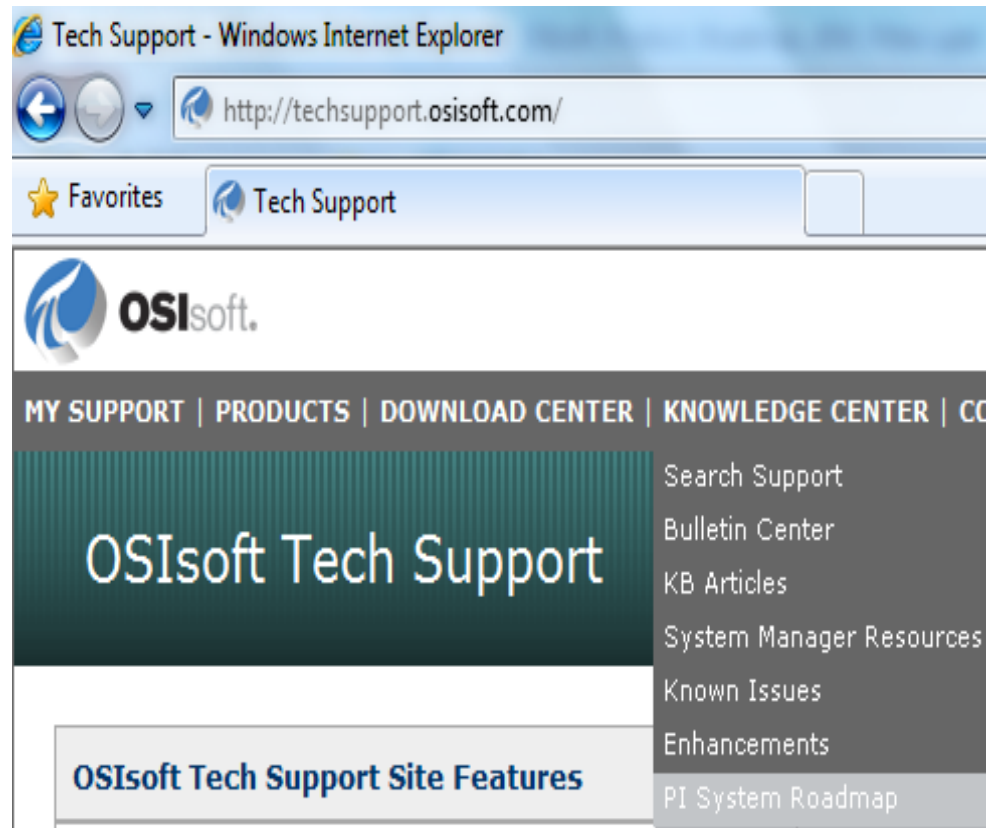 Tech Support - Windows Internet Explorer
http://techsupport.osisoft.com/
Favorites
Tech Support
OSIsoft.
MY SUPPORT | PRODUCTS | DOWNLOAD CENTER | KNOWLEDGE CENTER |
Search Support
Bulletin Center
KB Articles
System Manager Resources
Known Issues
Enhancements
PI System Roadmap
OSIsoft Tech Support
OSIsoft Tech Support Site Features